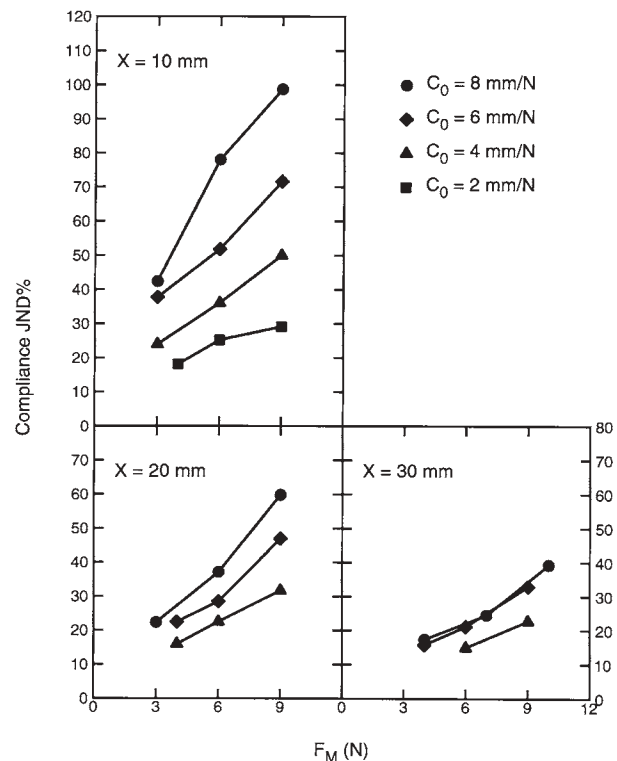 120
110
X = 10 mm
100
90
80
70
60
50
40
30
20
10
0
C0 = 8 mm/N
C0 = 6 mm/N
C0 = 4 mm/N
C0 = 2 mm/N
Compliance JND%
X = 20 mm
70
60
50
40
30
20
10
0
0 3 6 9
X = 30 mm
80
70
60
50
40
30
20
10
0
0 3 6 9 12
FM (N)